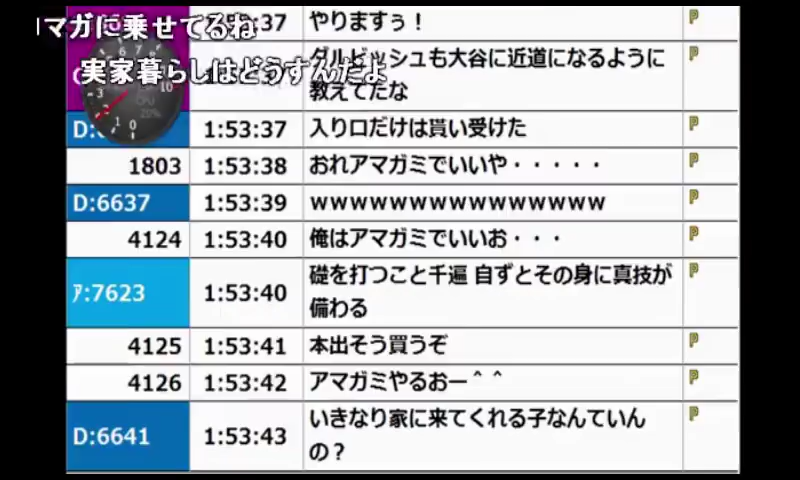 ロマガに乗せてるね
実家暮らしはどうすんだよ
:37 やりますぅ！ P
ダルビッシュも大谷に近道になるように
教えてたな P
D: 1:53:37 入り口だけは貰い受けた P
1803 1:53:38 おれアマガミでいいや・・・・・ P
D:6637 1:53:39 wwwwwwwwwwwwwww P
4124 1:53:40 俺はアマガミでいいお・・・ P
ｱ:7623 1:53:40 礎を打つこと千遍 自ずとその身に真技が
備わる P
4125 1:53:41 本出そう買うぞ P
4126 1:53:42 アマガミやるおー＾＾ P
D:6641 1:53:43 いきなり家に来てくれる子なんていん
の？ P